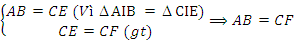 AB = CE (Vì ΔAIB = ΔCIE)
CE = CF (gt) ⟹ AB = CF